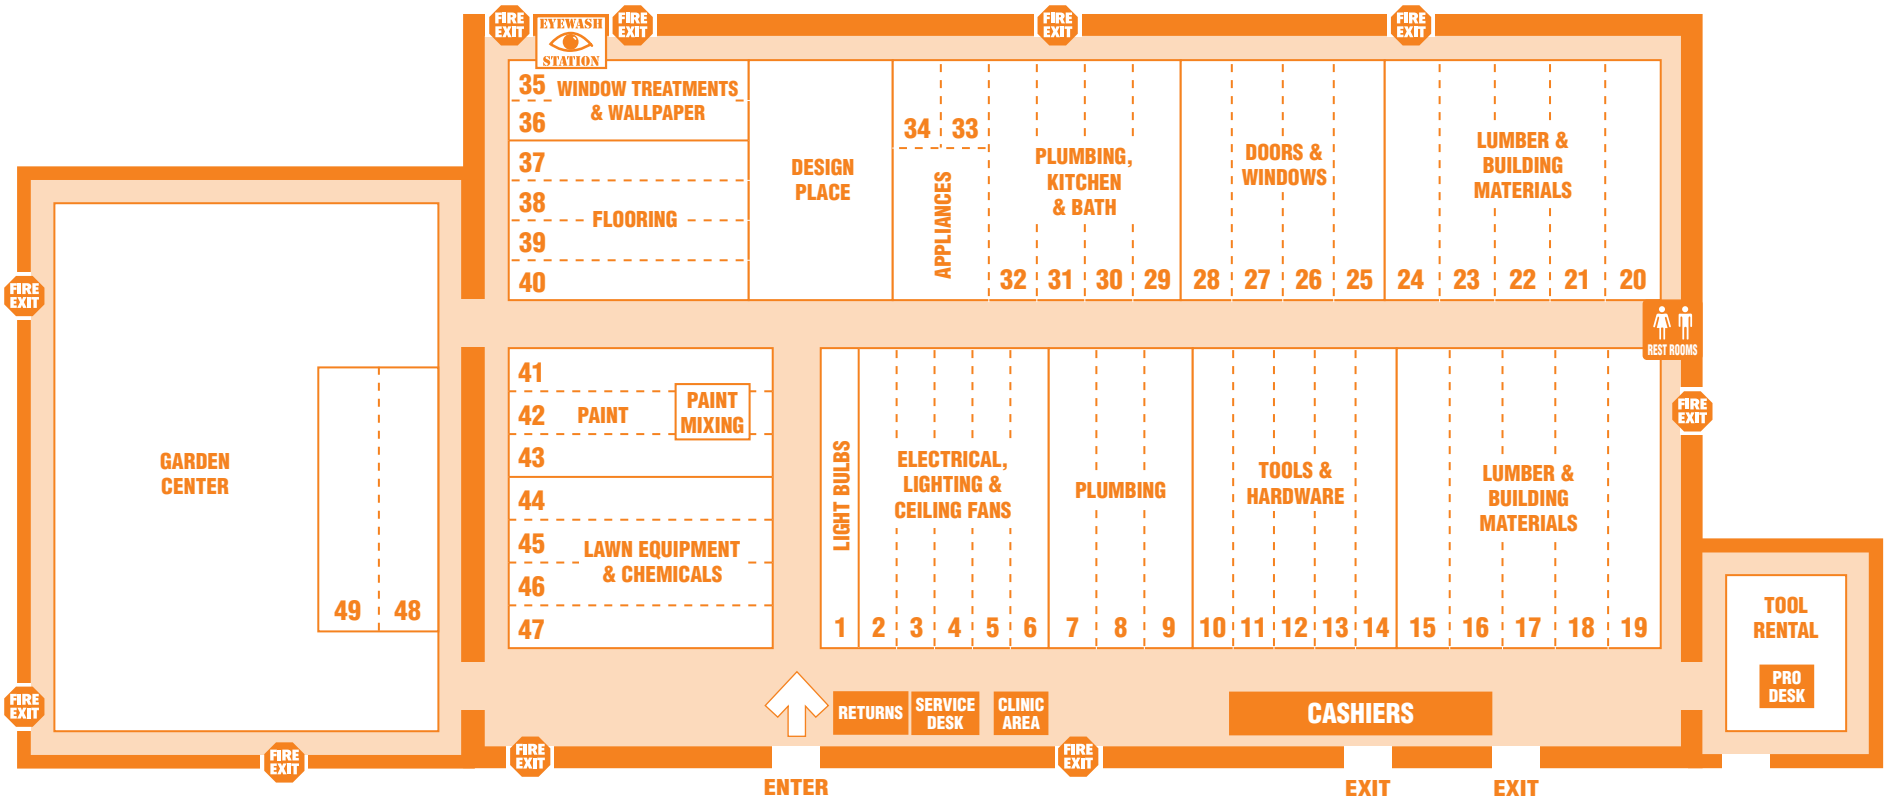 FIRE
EXIT
EYEWASH
STATION
FIRE
EXIT
FIRE
EXIT
FIRE
EXIT
35
WINDOW TREATMENTS
& WALLPAPER
36
37
38
FLOORING
39
40
DESIGN
PLACE
34 33
APPLIANCES
PLUMBING,
KITCHEN
& BATH
32 31 30 29
DOORS &
WINDOWS
28 27 26 25
LUMBER &
BUILDING
MATERIALS
24 23 22 21 20
REST ROOMS
FIRE
EXIT
FIRE
EXIT
GARDEN
CENTER
49 48
41
42
PAINT
PAINT
MIXING
43
44
45
LAWN EQUIPMENT
& CHEMICALS
46
47
LIGHT BULBS
1
ELECTRICAL,
LIGHTING &
CEILING FANS
2 3 4 5 6
PLUMBING
7 8 9
TOOLS &
HARDWARE
10 11 12 13 14
LUMBER &
BUILDING
MATERIALS
15 16 17 18 19
TOOL
RENTAL
PRO
DESK
FIRE
EXIT
RETURNS
SERVICE
DESK
CLINIC
AREA
CASHIERS
FIRE
EXIT
FIRE
EXIT
FIRE
EXIT
ENTER
EXIT
EXIT